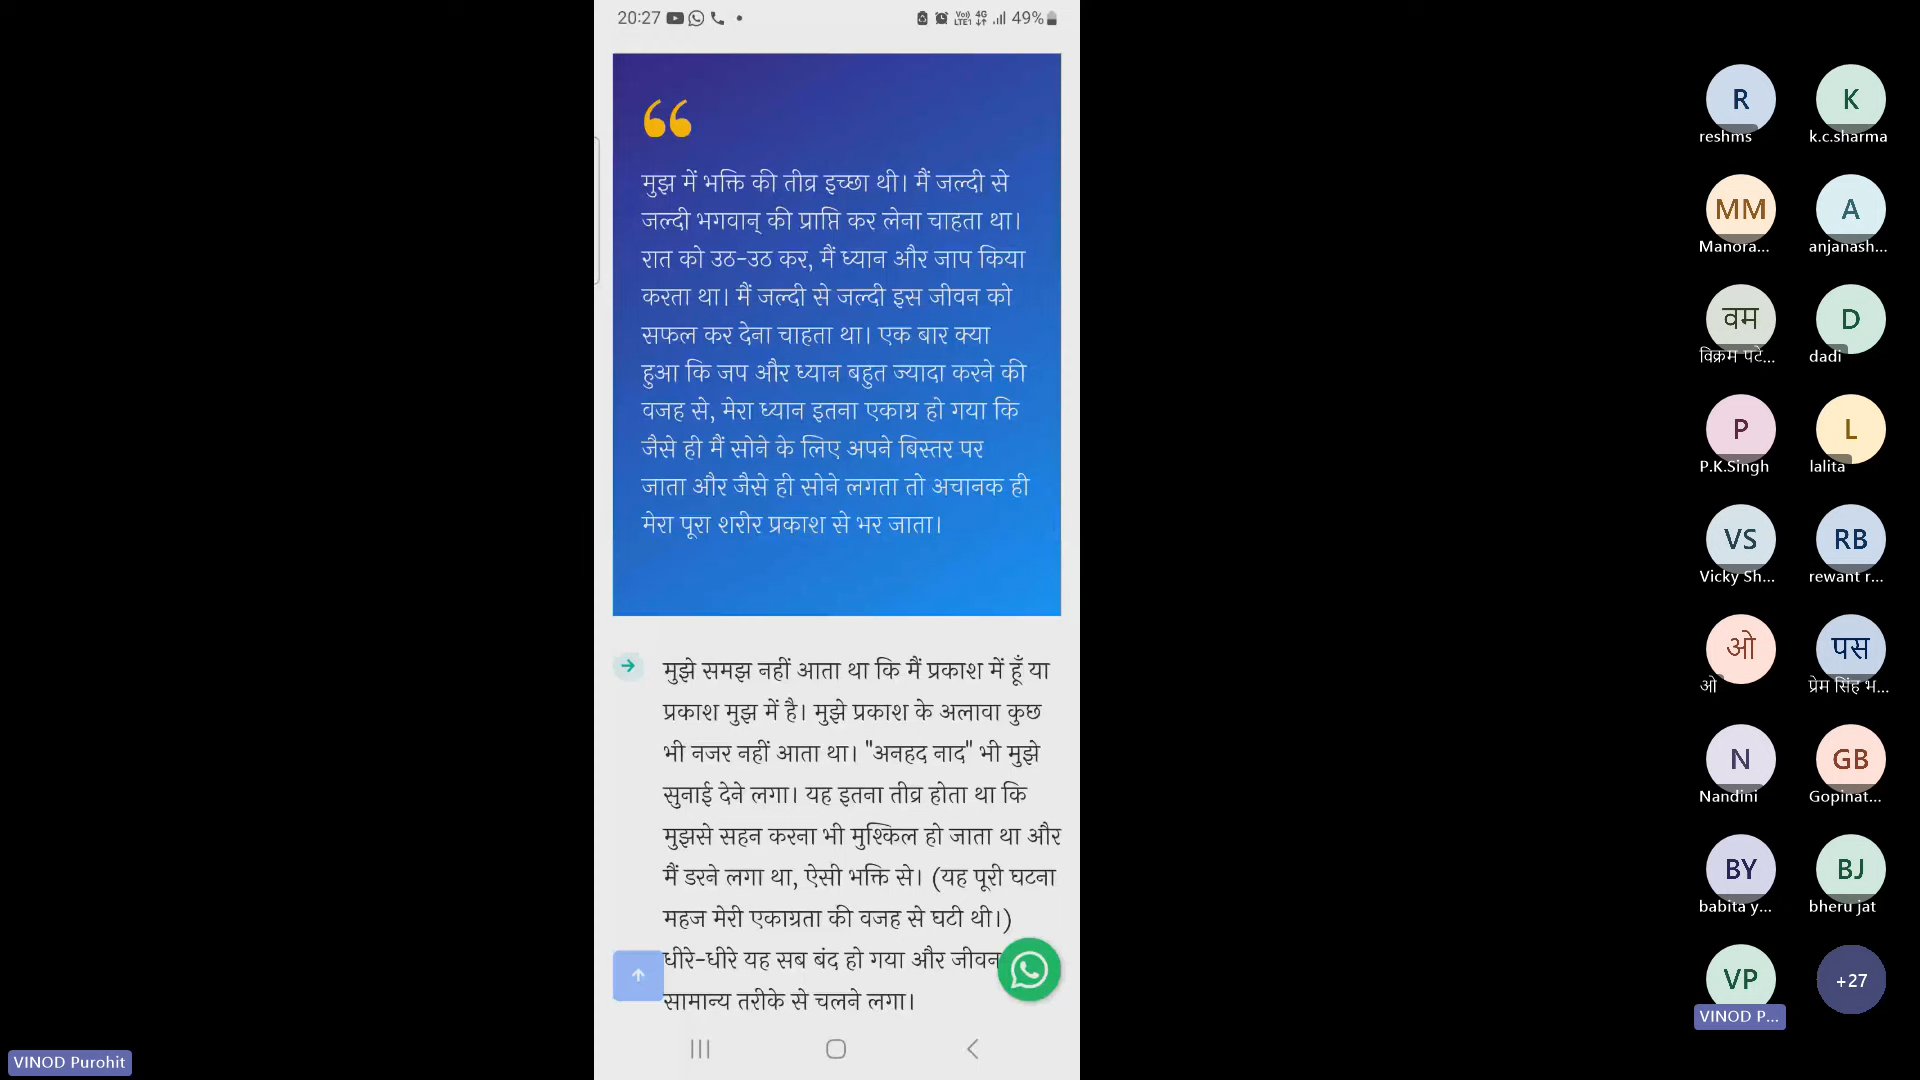 20:27
Vo) 4G
LTE1
49%
मुझ में भक्ति की तीव्र इच्छा थी। मैं जल्दी से
जल्दी भगवान् की प्राप्ति कर लेना चाहता था।
रात को उठ-उठ कर, मैं ध्यान और जाप किया
करता था। मैं जल्दी से जल्दी इस जीवन को
सफल कर देना चाहता था। एक बार क्या
हुआ कि जप और ध्यान बहुत ज्यादा करने की
वजह से, मेरा ध्यान इतना एकाग्र हो गया कि
जैसे ही मैं सोने के लिए अपने बिस्तर पर
जाता और जैसे ही सोने लगता तो अचानक ही
मेरा पूरा शरीर प्रकाश से भर जाता।
मुझे समझ नहीं आता था कि मैं प्रकाश में हूँ या
प्रकाश मुझ में है। मुझे प्रकाश के अलावा कुछ
भी नजर नहीं आता था। "अनहद नाद" भी मुझे
सुनाई देने लगा। यह इतना तीव्र होता था कि
मुझसे सहन करना भी मुश्किल हो जाता था और
मैं डरने लगा था, ऐसी भक्ति से। (यह पूरी घटना
महज मेरी एकाग्रता की वजह से घटी थी।)
धीरे-धीरे यह सब बंद हो गया और जीवन
सामान्य तरीके से चलने लगा।
R K
reshms k.c.sharma
MM A
Manora... anjanash...
वम D
विक्रम पटे... dadi
P L
P.K.Singh lalita
VS RB
Vicky Sh... rewant r...
ओ पस
ओ प्रेम सिंह भ...
N GB
Nandini Gopinat...
BY BJ
babita y... bheru jat
VP +27
VINOD P...
VINOD Purohit